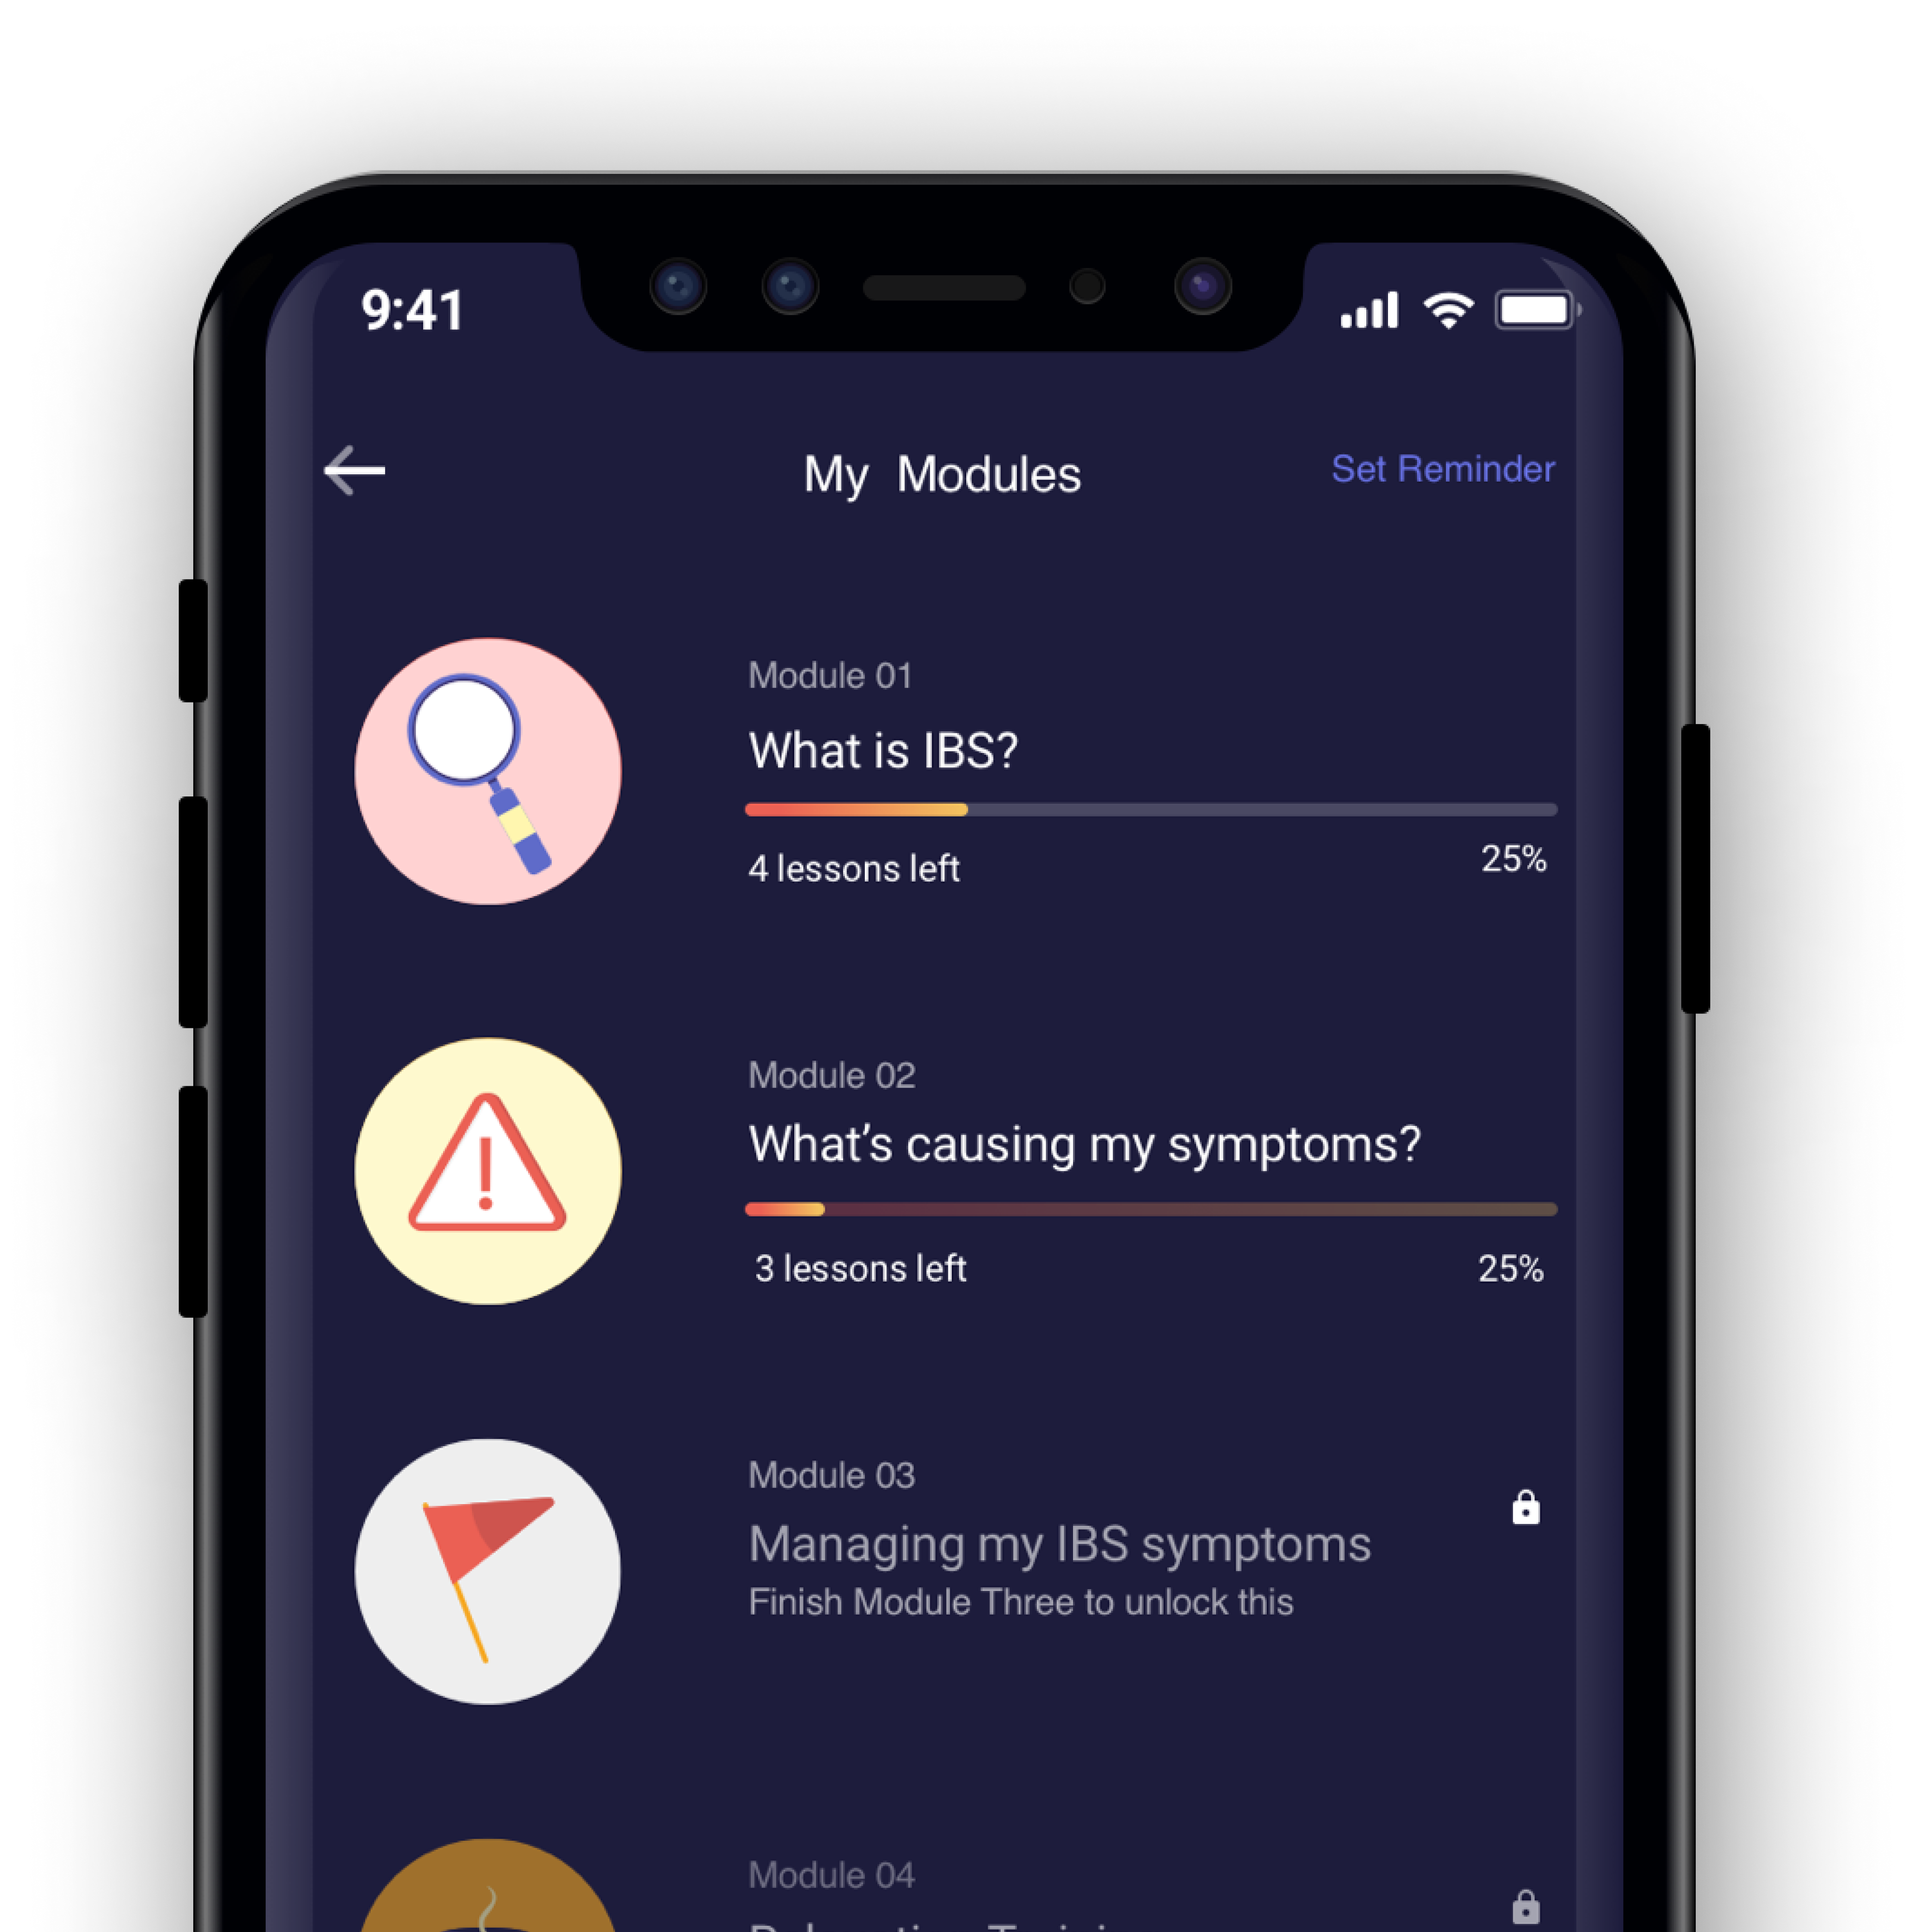 9:41
My Modules
Set Reminder
Module 01
What is IBS?
4 lessons left
25%
Module 02
What's causing my symptoms?
3 lessons left
25%
Module 03
Managing my IBS symptoms
Finish Module Three to unlock this
Module 04